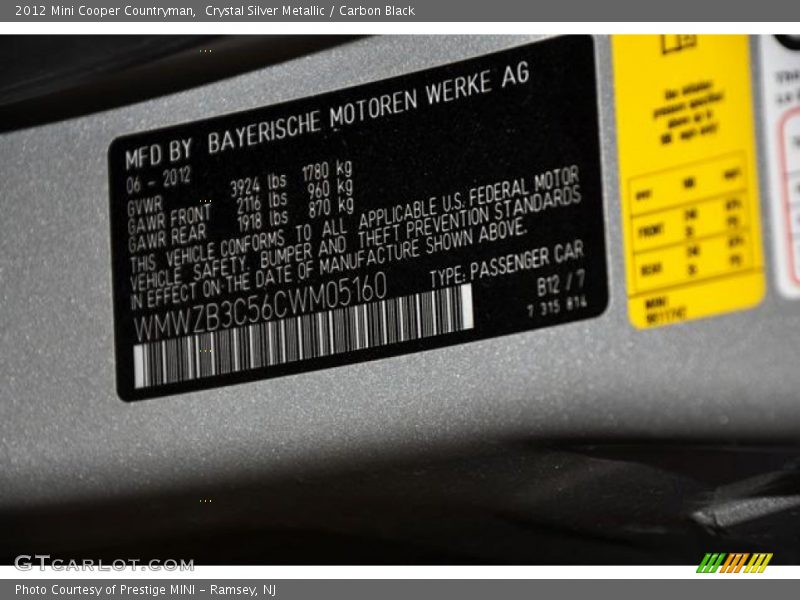 2012 Mini Cooper Countryman, Crystal Silver Metallic / Carbon Black
MFD BY BAYERISCHE MOTOREN WERKE AG
06 - 2012
GVWR 3924 lbs 1780 kg
GAWR FRONT 2116 lbs 960 kg
GAWR REAR 1918 lbs 870 kg
THIS VEHICLE CONFORMS TO ALL APPLICABLE U.S. FEDERAL MOTOR
VEHICLE SAFETY, BUMPER AND THEFT PREVENTION STANDARDS
IN EFFECT ON THE DATE OF MANUFACTURE SHOWN ABOVE.
WMWZB3C56CWM05160 TYPE: PASSENGER CAR
B12 / 7
7 315 814
FRONT
REAR
MINI
GTCARLOT.COM
Photo Courtesy of Prestige MINI - Ramsey, NJ